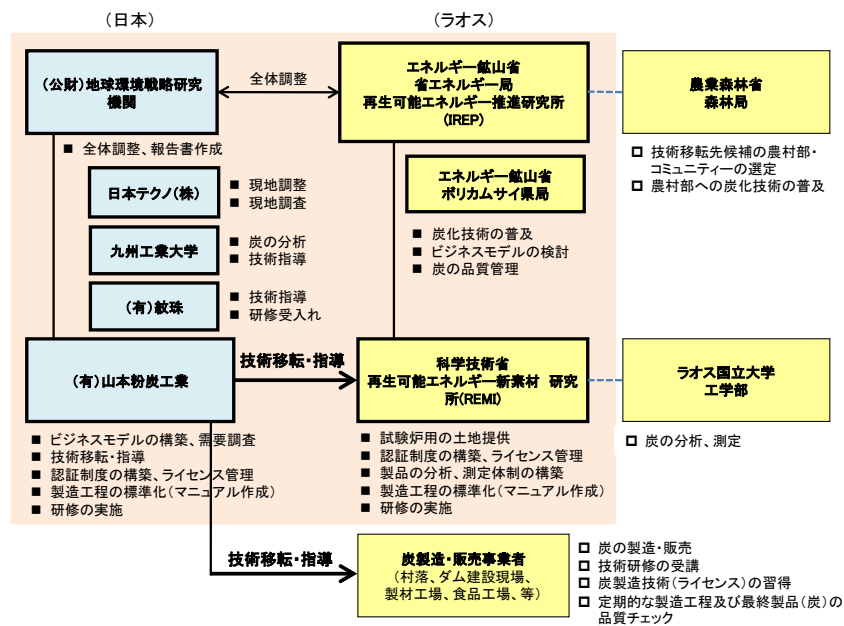 （日本）
（ラオス）
（公財）地球環境戦略研究
機関
全体調整
エネルギー鉱山省
省エネルギー局
再生可能エネルギー推進研究所
(IREP)
農業森林省
森林局
■ 全体調整、報告書作成
□ 技術移転先候補の農村部・
コミュニティーの選定
□ 農村部への炭化技術の普及
日本テクノ(株)
■ 現地調整
■ 現地調査
エネルギー鉱山省
ボリカムサイ県局
九州工業大学
■ 炭の分析
■ 技術指導
■ 炭化技術の普及
■ ビジネスモデルの検討
■ 炭の品質管理
(有)紋珠
■ 技術指導
■ 研修受入れ
(有)山本粉炭工業
技術移転・指導
科学技術省
再生可能エネルギー新素材 研究
所(REMI)
ラオス国立大学
工学部
■ ビジネスモデルの構築、需要調査
■ 技術移転・指導
■ 認証制度の構築、ライセンス管理
■ 製造工程の標準化（マニュアル作成）
■ 研修の実施
■ 試験炉用の土地提供
■ 認証制度の構築、ライセンス管理
■ 製品の分析、測定体制の構築
■ 製造工程の標準化（マニュアル作成）
■ 研修の実施
□ 炭の分析、測定
技術移転・指導
炭製造・販売事業者
（村落、ダム建設現場、
製材工場、食品工場、等）
□ 炭の製造・販売
□ 技術研修の受講
□ 炭製造技術（ライセンス）の習得
□ 定期的な製造工程及び最終製品（炭）の
品質チェック